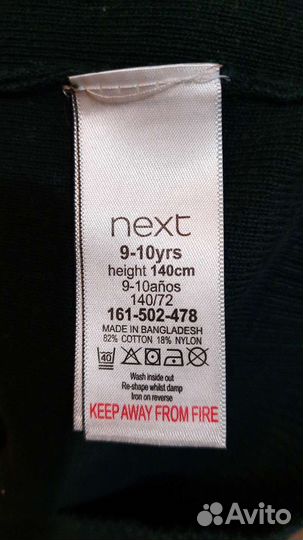 next
9-10yrs
height 140cm
9-10años
140/72
161-502-478
MADE IN BANGLADESH
82% COTTON 18% NYLON
40
Wash inside out
Re-shape whilst damp
Iron on reverse
KEEP AWAY FROM FIRE
Avito